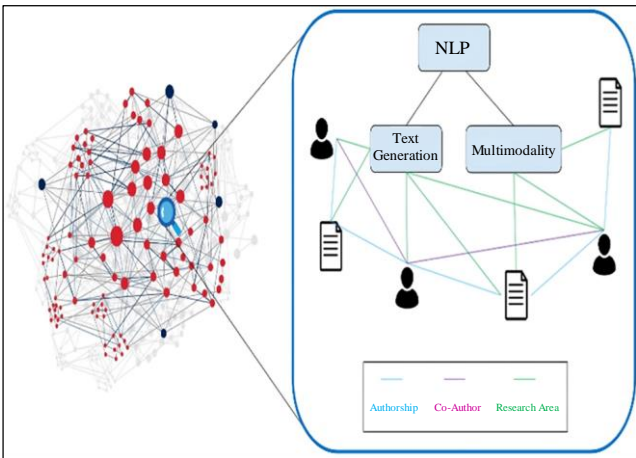 NLP
Text
Generation
Multimodality
Authorship
Co-Author
Research Area